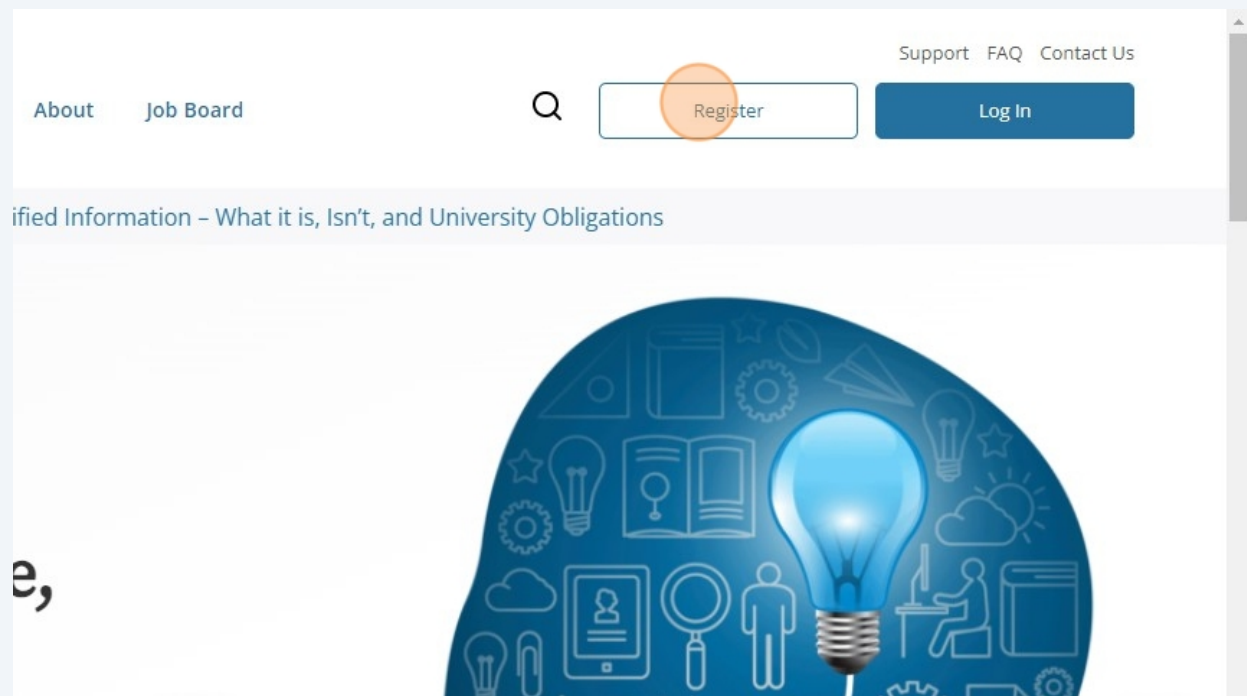 Support FAQ Contact Us
About Job Board Register Log In
ified Information – What it is, Isn't, and University Obligations
e,